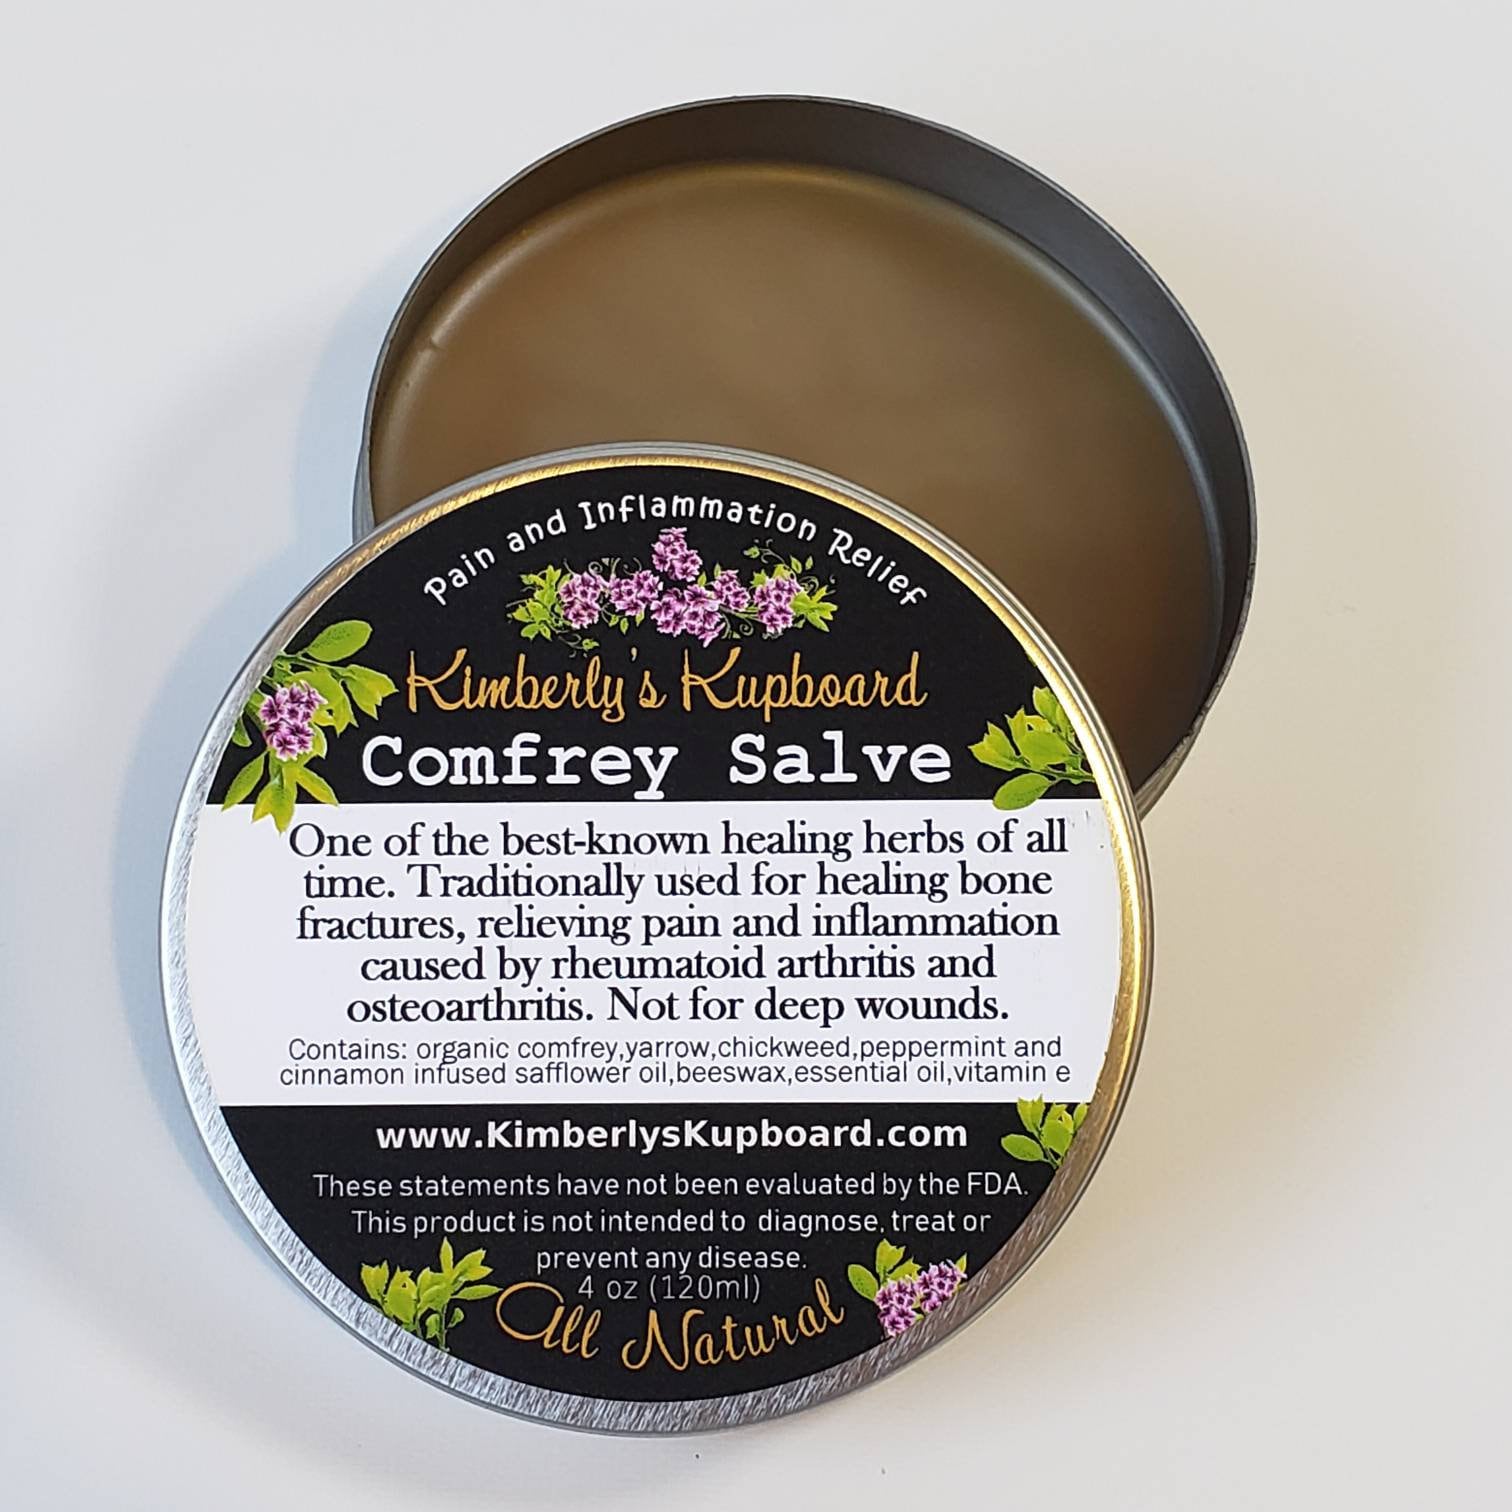 Pain and Inflammation Relief
Kimberly's Kupboard
Comfrey Salve
One of the best-known healing herbs of all
time. Traditionally used for healing bone
fractures, relieving pain and inflammation
caused by rheumatoid arthritis and
osteoarthritis. Not for deep wounds.
Contains: organic comfrey,yarrow,chickweed,peppermint and
cinnamon infused safflower oil,beeswax,essential oil,vitamin e
www.KimberlysKupboard.com
These statements have not been evaluated by the FDA.
This product is not intended to diagnose, treat or
prevent any disease.
4 oz (120ml)
All Natural